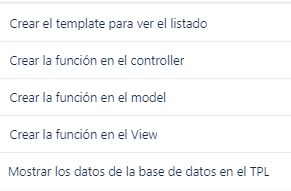 Crear el template para ver el listado
Crear la función en el controller
Crear la función en el model
Crear la función en el View
Mostrar los datos de la base de datos en el TPL